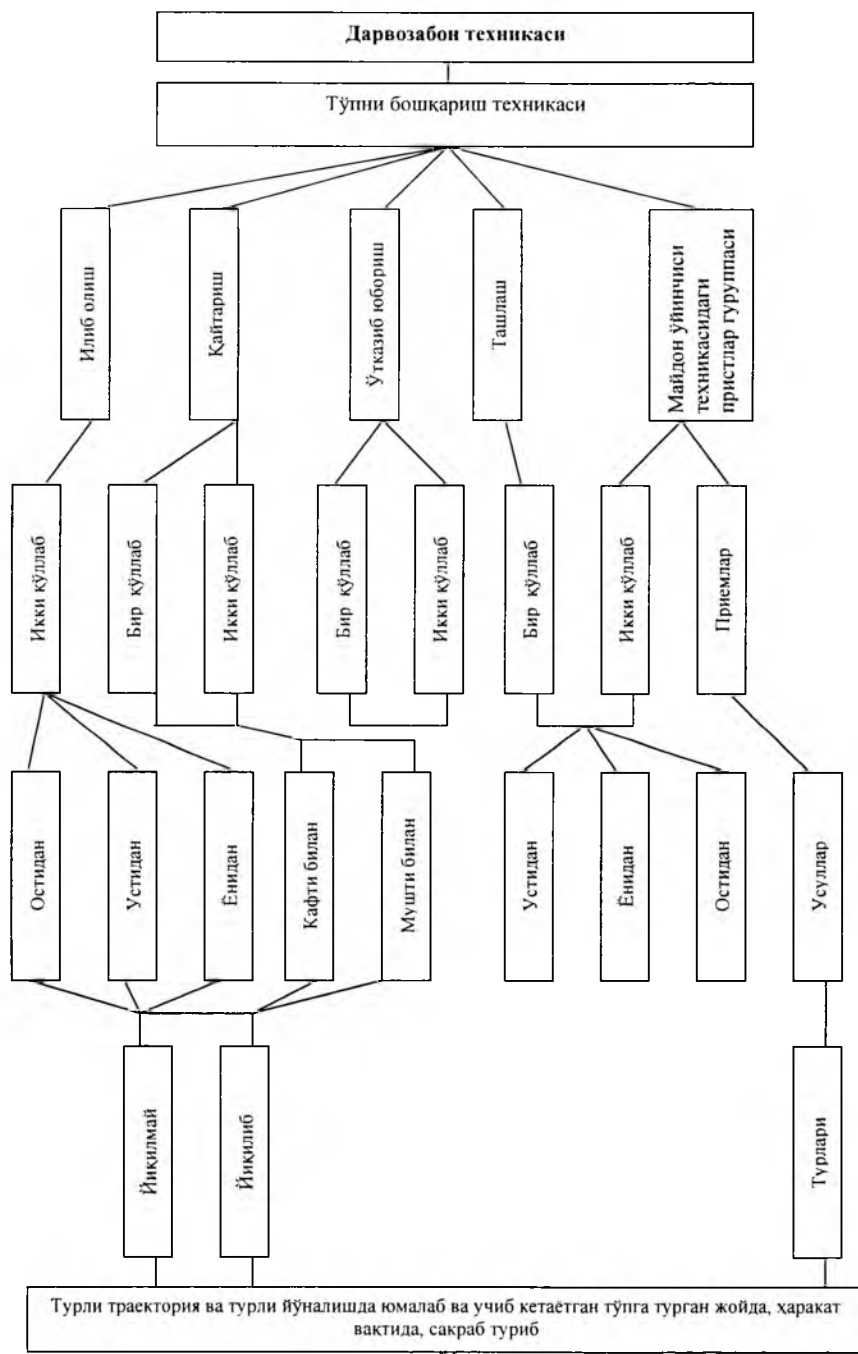 Дарвозабон техникаси
Тўпни бошқариш техникаси
Илиб олиш
Қайтариш
Ўтказиб юбориш
Ташлаш
Майдон ўйинчиси
техникасидаги
пристлар гуруппаси
Икки қўллаб
Бир қўллаб
Икки қўллаб
Бир қўллаб
Икки қўллаб
Бир қўллаб
Икки қўллаб
Приемлар
Остидан
Устидан
Ёнидан
Кафти билан
Мушти билан
Устидан
Ёнидан
Остидан
Усуллар
Йиқилмай
Йиқилиб
Турлари
Турли траектория ва турли йўналишда юмалаб ва учиб кетаётган тўпга турган жойда, ҳаракат
вақтида, сакраб туриб